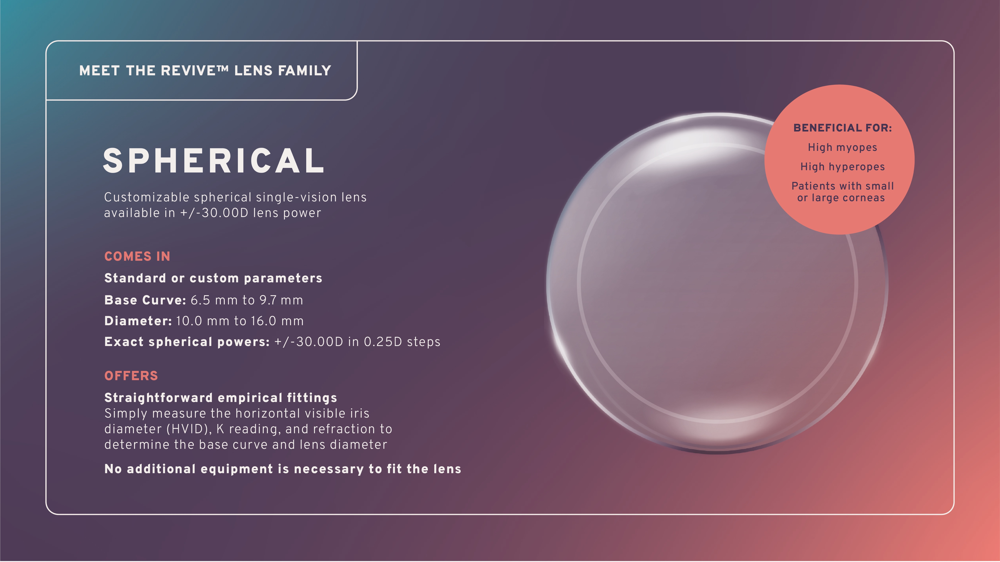 MEET THE REVIVE™ LENS FAMILY
SPHERICAL
Customizable spherical single-vision lens
available in +/-30.00D lens power
COMES IN
Standard or custom parameters
Base Curve: 6.5 mm to 9.7 mm
Diameter: 10.0 mm to 16.0 mm
Exact spherical powers: +/-30.00D in 0.25D steps
OFFERS
Straightforward empirical fittings
Simply measure the horizontal visible iris
diameter (HVID), K reading, and refraction to
determine the base curve and lens diameter
No additional equipment is necessary to fit the lens
BENEFICIAL FOR:
High myopes
High hyperopes
Patients with small
or large corneas